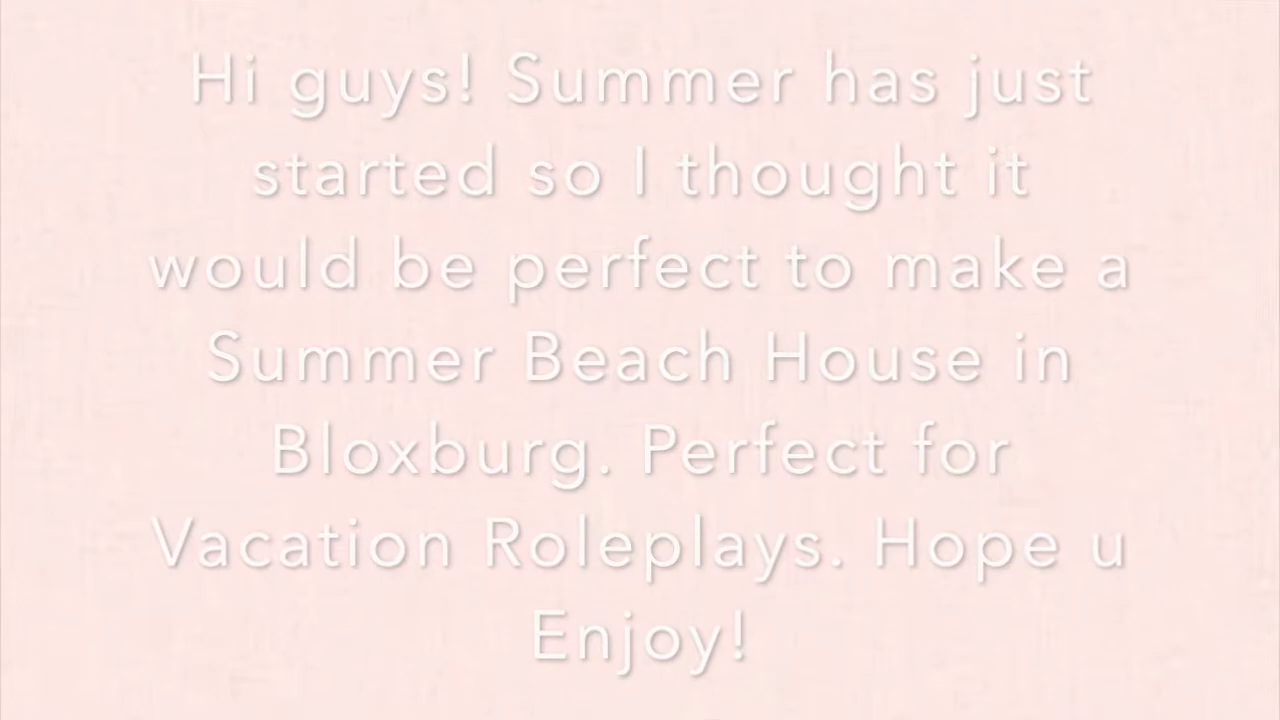 Hi guys! Summer has just
started so I thought it
would be perfect to make a
Summer Beach House in
Bloxburg. Perfect for
Vacation Roleplays. Hope u
Enjoy!